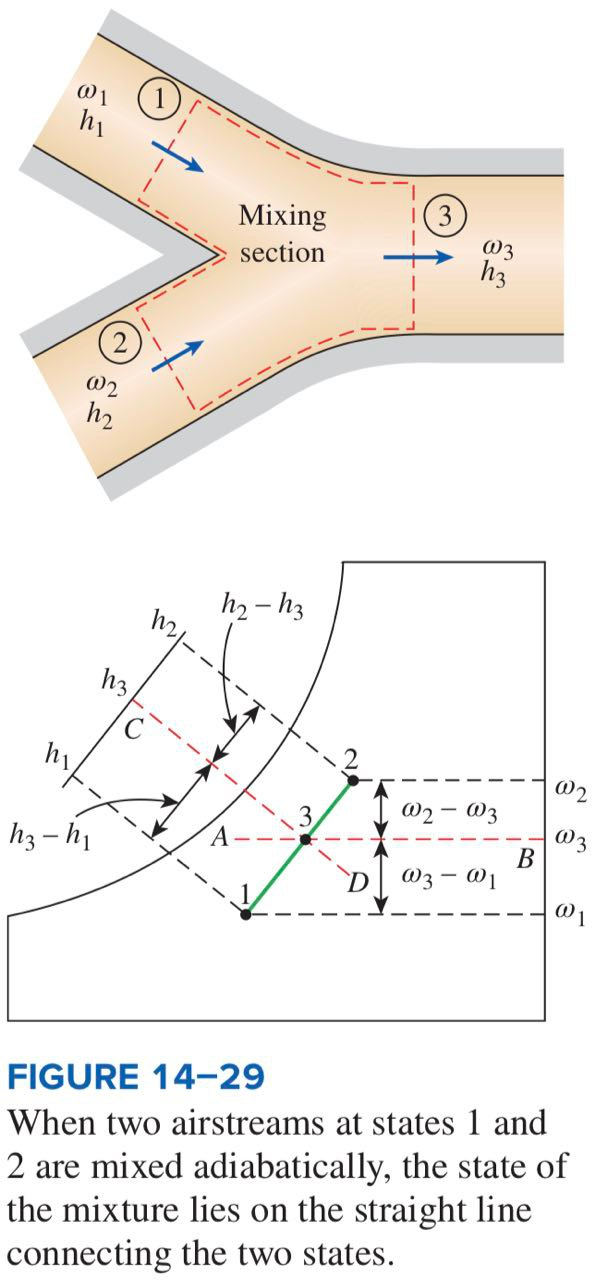 ω1
h1
1
Mixing
section
3
ω3
h3
2
ω2
h2
h2 – h3
h2
h3
C
h1
2
ω2
ω2 – ω3
3
h3 – h1
A
ω3
B
D
ω3 – ω1
1
ω1
FIGURE 14–29
When two airstreams at states 1 and
2 are mixed adiabatically, the state of
the mixture lies on the straight line
connecting the two states.